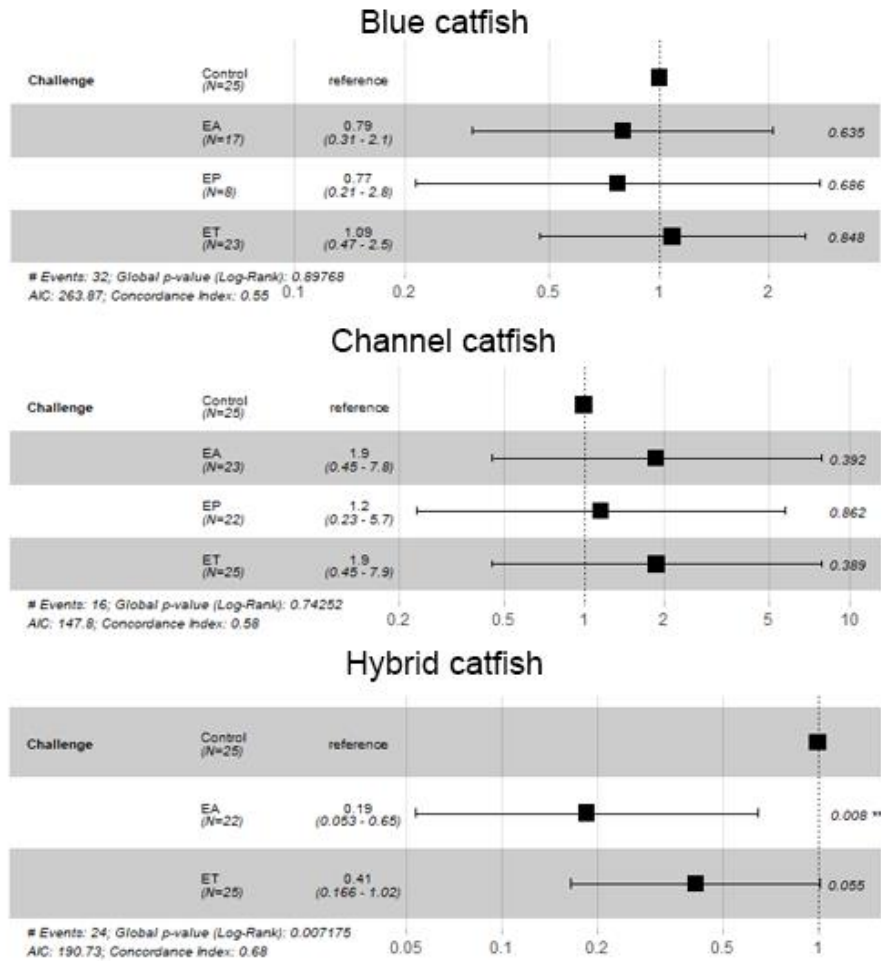 Blue catfish
Challenge Control (N=25) reference
EA (N=17) 0.79 (0.31 - 2.1) 0.635
EP (N=8) 0.77 (0.21 - 2.8) 0.686
ET (N=23) 1.09 (0.47 - 2.5) 0.848
# Events: 32; Global p-value (Log-Rank): 0.89768
AIC: 263.87; Concordance Index: 0.55
0.1 0.2 0.5 1 2
Channel catfish
Challenge Control (N=25) reference
EA (N=23) 1.9 (0.45 - 7.8) 0.392
EP (N=22) 1.2 (0.23 - 5.7) 0.862
ET (N=25) 1.9 (0.45 - 7.9) 0.389
# Events: 16; Global p-value (Log-Rank): 0.74252
AIC: 147.8; Concordance Index: 0.58
0.2 0.5 1 2 5 10
Hybrid catfish
Challenge Control (N=25) reference
EA (N=22) 0.19 (0.053 - 0.65) 0.008 **
ET (N=25) 0.41 (0.166 - 1.02) 0.055
# Events: 24; Global p-value (Log-Rank): 0.007175
AIC: 190.73; Concordance Index: 0.68
0.05 0.1 0.2 0.5 1